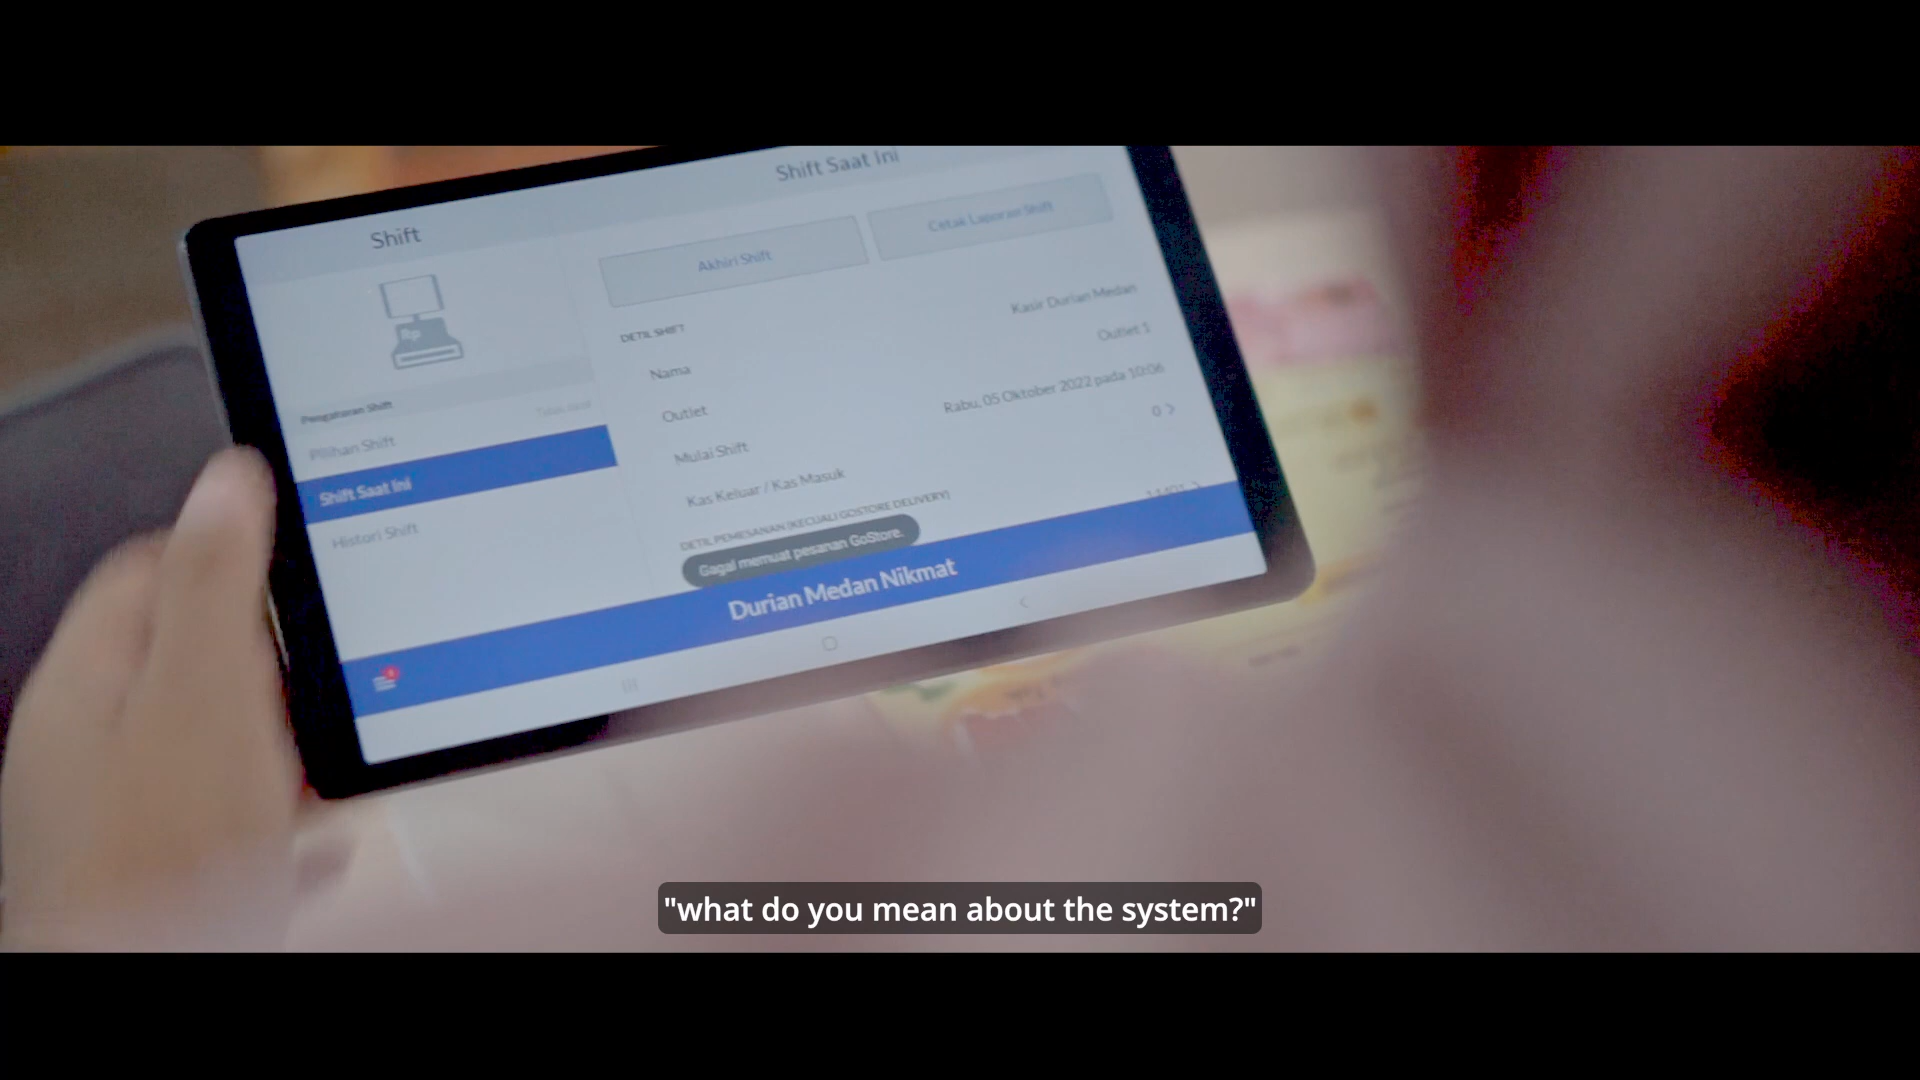 Shift Saat Ini
Shift
Akhiri Shift
Cetak Laporan Shift
Rp
DETIL SHIFT
Nama
Kasir Durian Medan
Outlet
Outlet 1
Mulai Shift
Rabu, 05 Oktober 2022 pada 10:06
Kas Keluar / Kas Masuk
0
DETIL PEMESANAN (KECUALI GOSTORE DELIVERY)
Gagal memuat pesanan GoStore.
Pengaturan Shift
Pilihan Shift
Shift Saat Ini
Histori Shift
Durian Medan Nikmat
"what do you mean about the system?"